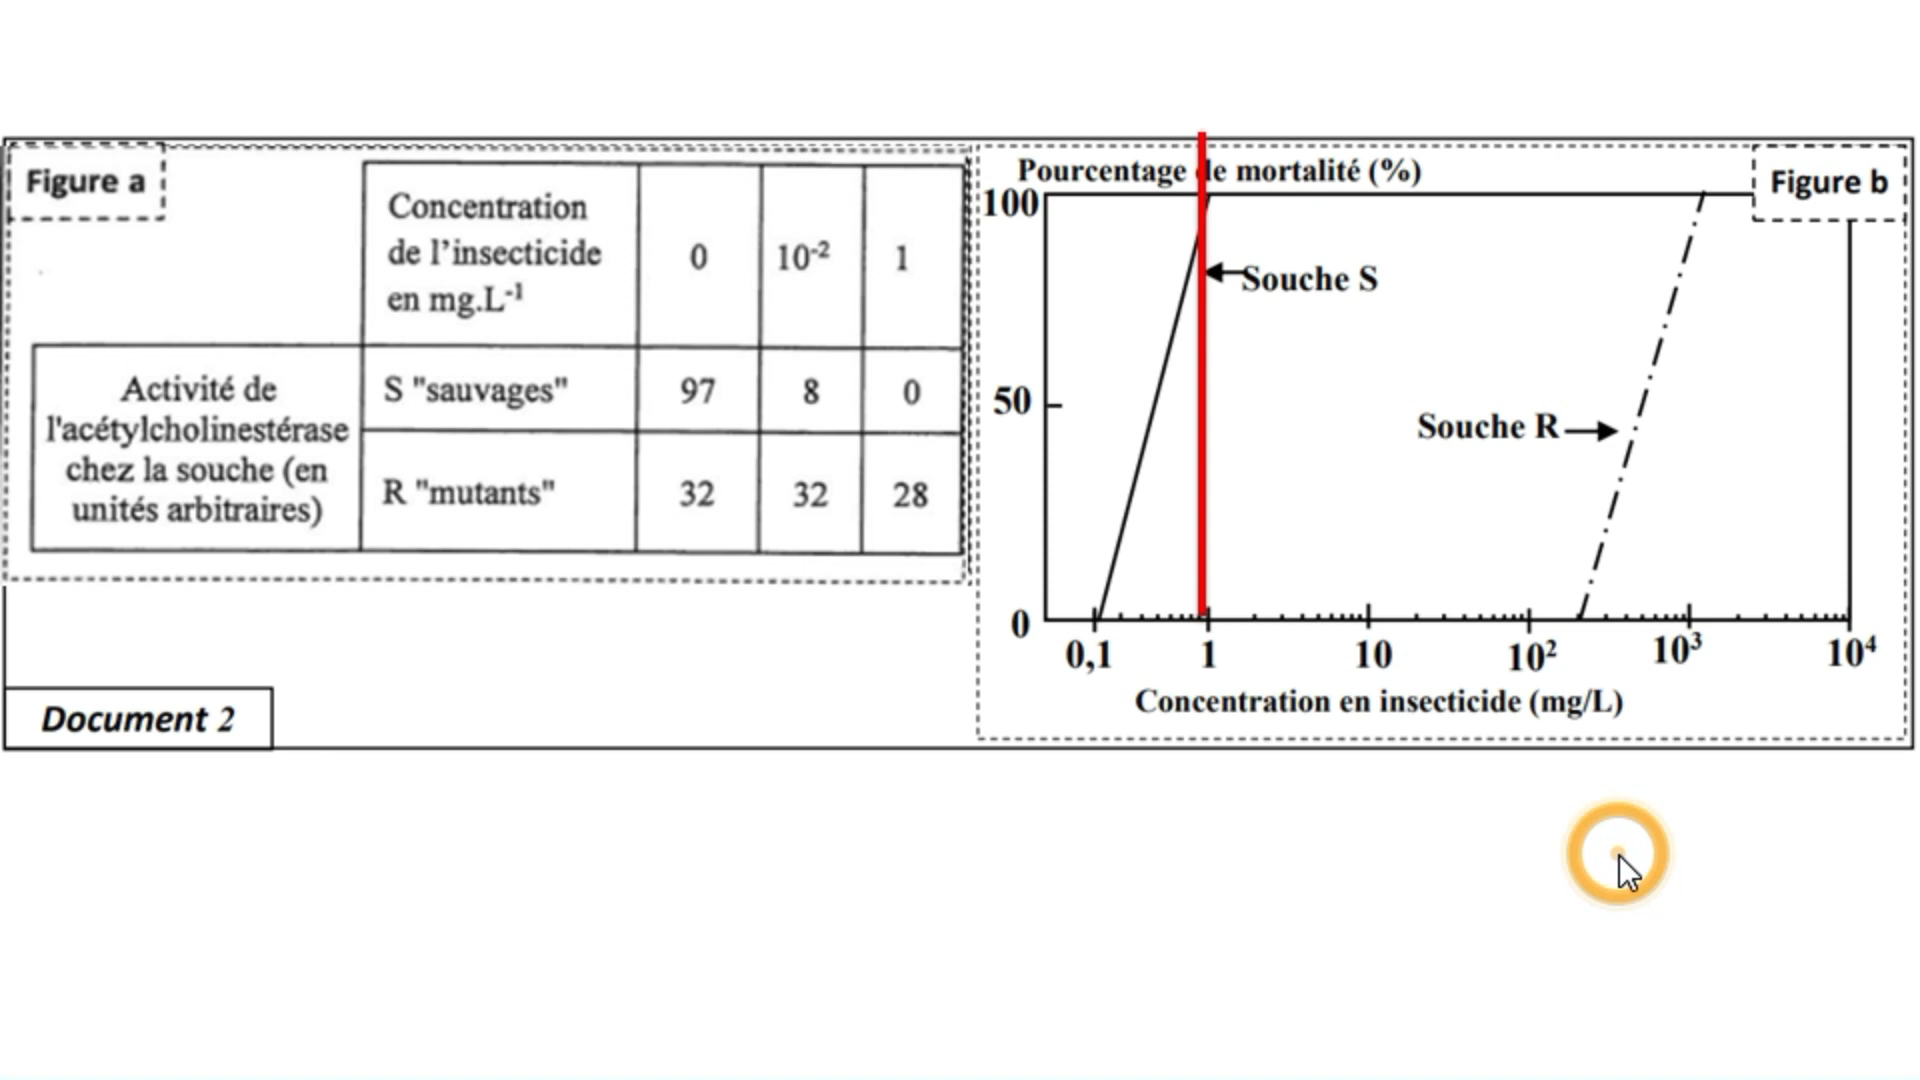 Figure a
Concentration
de l'insecticide
en mg.L⁻¹
0
10⁻²
1
Activité de
l'acétylcholinestérase
chez la souche (en
unités arbitraires)
S "sauvages"
97
8
0
R "mutants"
32
32
28
Document 2
Pourcentage de mortalité (%)
Figure b
100
50
0
Souche S
Souche R
0,1
1
10
10²
10³
10⁴
Concentration en insecticide (mg/L)